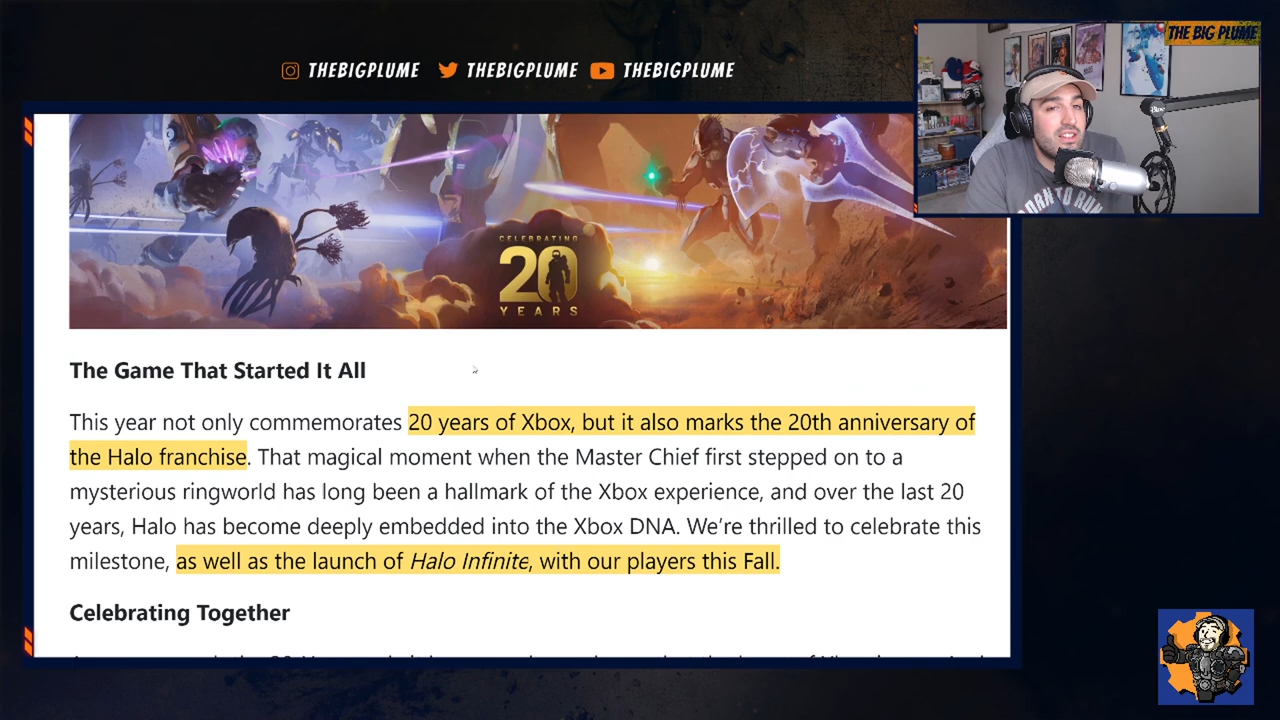 THE BIG PLUME
THEBIGPLUME THEBIGPLUME THEBIGPLUME
CELEBRATING
20
YEARS
The Game That Started It All
This year not only commemorates 20 years of Xbox, but it also marks the 20th anniversary of
the Halo franchise. That magical moment when the Master Chief first stepped on to a
mysterious ringworld has long been a hallmark of the Xbox experience, and over the last 20
years, Halo has become deeply embedded into the Xbox DNA. We’re thrilled to celebrate this
milestone, as well as the launch of Halo Infinite, with our players this Fall.
Celebrating Together